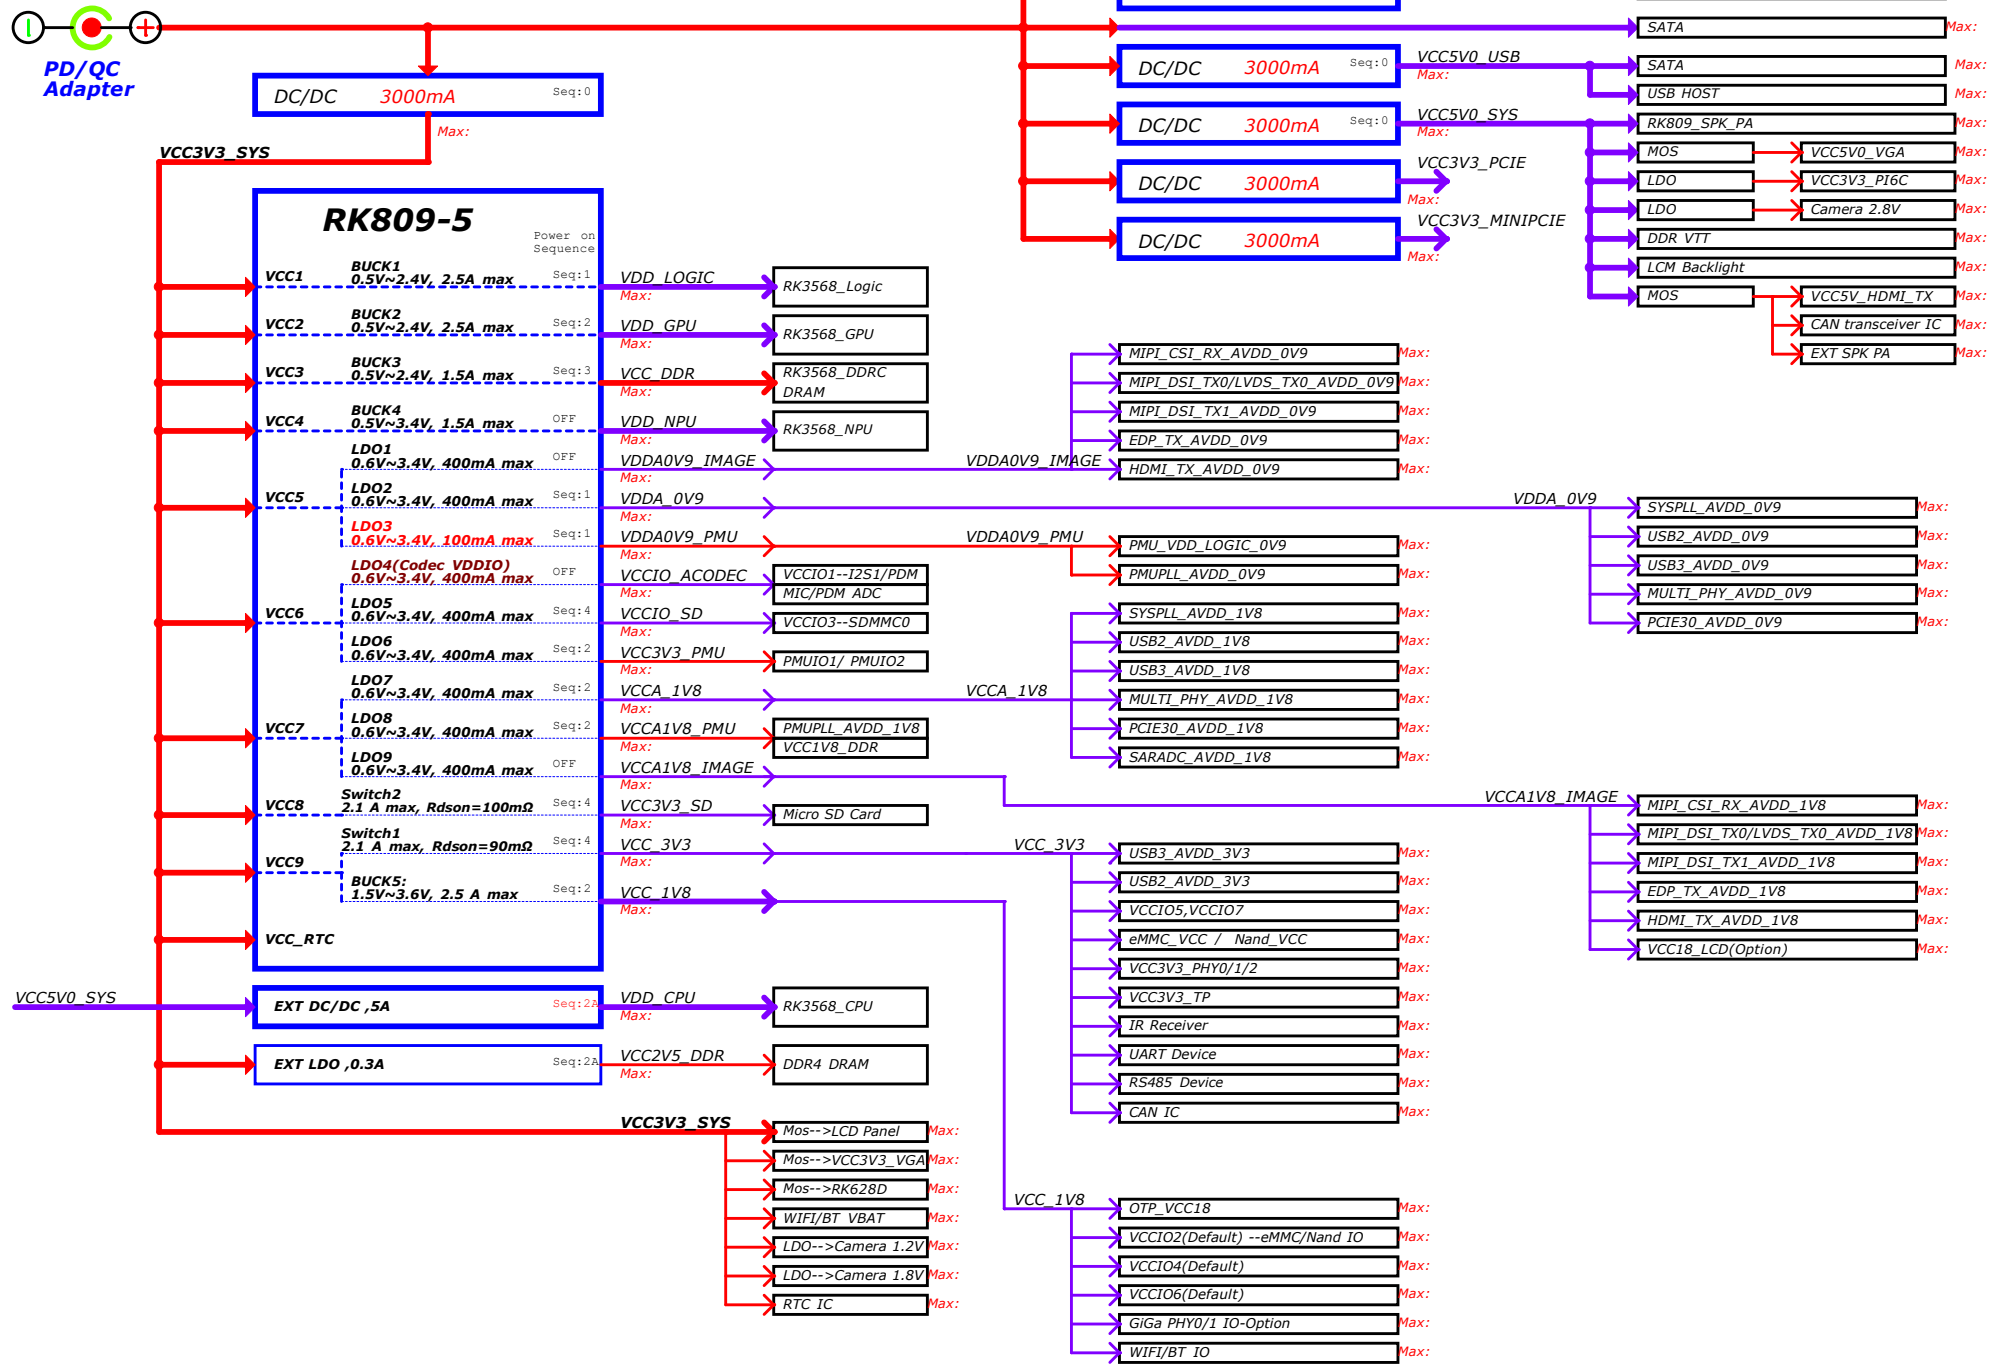 PD/QC
Adapter
DC/DC 3000mA Seq:0
Max:
VCC3V3_SYS
RK809-5
Power on
Sequence
VCC1
BUCK1
0.5V~2.4V, 2.5A max
Seq:1
VDD_LOGIC
Max:
RK3568_Logic
VCC2
BUCK2
0.5V~2.4V, 2.5A max
Seq:2
VDD_GPU
Max:
RK3568_GPU
VCC3
BUCK3
0.5V~2.4V, 1.5A max
Seq:3
VCC_DDR
Max:
RK3568_DDRC
DRAM
VCC4
BUCK4
0.5V~3.4V, 1.5A max
OFF
VDD_NPU
Max:
RK3568_NPU
LDO1
0.6V~3.4V, 400mA max
OFF
VDDA0V9_IMAGE
Max:
VCC5
LDO2
0.6V~3.4V, 400mA max
Seq:1
VDDA_0V9
Max:
LDO3
0.6V~3.4V, 100mA max
Seq:1
VDDA0V9_PMU
Max:
LDO4(Codec VDDIO)
0.6V~3.4V, 400mA max
OFF
VCCIO_ACODEC
Max:
VCCIO1--I2S1/PDM
MIC/PDM ADC
VCC6
LDO5
0.6V~3.4V, 400mA max
Seq:4
VCCIO_SD
Max:
VCCIO3--SDMMC0
LDO6
0.6V~3.4V, 400mA max
Seq:2
VCC3V3_PMU
Max:
PMUIO1/ PMUIO2
LDO7
0.6V~3.4V, 400mA max
Seq:2
VCCA_1V8
Max:
VCC7
LDO8
0.6V~3.4V, 400mA max
Seq:2
VCCA1V8_PMU
Max:
PMUPLL_AVDD_1V8
VCC1V8_DDR
LDO9
0.6V~3.4V, 400mA max
OFF
VCCA1V8_IMAGE
Max:
VCC8
Switch2
2.1 A max, Rdson=100mΩ
Seq:4
VCC3V3_SD
Max:
Micro SD Card
VCC9
Switch1
2.1 A max, Rdson=90mΩ
Seq:4
VCC_3V3
Max:
BUCK5:
1.5V~3.6V, 2.5 A max
Seq:2
VCC_1V8
Max:
VCC_RTC
VCC5V0_SYS
EXT DC/DC ,5A
Seq:2A
VDD_CPU
Max:
RK3568_CPU
EXT LDO ,0.3A
Seq:2A
VCC2V5_DDR
Max:
DDR4 DRAM
VCC3V3_SYS
Mos-->LCD Panel Max:
Mos-->VCC3V3_VGA Max:
Mos-->RK628D Max:
WIFI/BT VBAT Max:
LDO-->Camera 1.2V Max:
LDO-->Camera 1.8V Max:
RTC IC Max:
SATA Max:
DC/DC 3000mA Seq:0
VCC5V0_USB
Max:
SATA Max:
USB HOST Max:
DC/DC 3000mA Seq:0
VCC5V0_SYS
Max:
RK809_SPK_PA Max:
MOS VCC5V0_VGA Max:
LDO VCC3V3_PI6C Max:
LDO Camera 2.8V Max:
DDR VTT Max:
LCM Backlight Max:
MOS VCC5V_HDMI_TX Max:
CAN transceiver IC Max:
EXT SPK PA Max:
DC/DC 3000mA
VCC3V3_PCIE
Max:
DC/DC 3000mA
VCC3V3_MINIPCIE
Max:
VDDA0V9_IMAGE
MIPI_CSI_RX_AVDD_0V9 Max:
MIPI_DSI_TX0/LVDS_TX0_AVDD_0V9 Max:
MIPI_DSI_TX1_AVDD_0V9 Max:
EDP_TX_AVDD_0V9 Max:
HDMI_TX_AVDD_0V9 Max:
VDDA_0V9
SYSPLL_AVDD_0V9 Max:
USB2_AVDD_0V9 Max:
USB3_AVDD_0V9 Max:
MULTI_PHY_AVDD_0V9 Max:
PCIE30_AVDD_0V9 Max:
VDDA0V9_PMU
PMU_VDD_LOGIC_0V9 Max:
PMUPLL_AVDD_0V9 Max:
VCCA_1V8
SYSPLL_AVDD_1V8 Max:
USB2_AVDD_1V8 Max:
USB3_AVDD_1V8 Max:
MULTI_PHY_AVDD_1V8 Max:
PCIE30_AVDD_1V8 Max:
SARADC_AVDD_1V8 Max:
VCCA1V8_IMAGE
MIPI_CSI_RX_AVDD_1V8 Max:
MIPI_DSI_TX0/LVDS_TX0_AVDD_1V8 Max:
MIPI_DSI_TX1_AVDD_1V8 Max:
EDP_TX_AVDD_1V8 Max:
HDMI_TX_AVDD_1V8 Max:
VCC18_LCD(Option) Max:
VCC_3V3
USB3_AVDD_3V3 Max:
USB2_AVDD_3V3 Max:
VCCIO5,VCCIO7 Max:
eMMC_VCC / Nand_VCC Max:
VCC3V3_PHY0/1/2 Max:
VCC3V3_TP Max:
IR Receiver Max:
UART Device Max:
RS485 Device Max:
CAN IC Max:
VCC_1V8
OTP_VCC18 Max:
VCCIO2(Default) --eMMC/Nand IO Max:
VCCIO4(Default) Max:
VCCIO6(Default) Max:
GiGa PHY0/1 IO-Option Max:
WIFI/BT IO Max: